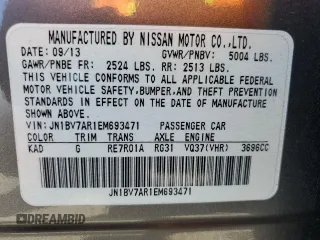 MANUFACTURED BY NISSAN MOTOR CO.,LTD.
DATE: 09/13 GVWR/PNBV: 5004 LBS.
GAWR/PNBE FR: 2524 LBS. RR: 2513 LBS.
THIS VEHICLE CONFORMS TO ALL APPLICABLE FEDERAL
MOTOR VEHICLE SAFETY, BUMPER, AND THEFT PREVENTION
STANDARDS IN EFFECT ON THE DATE OF MANUFACTURE
SHOWN ABOVE.
VIN: JN1BV7AR1EM693471 PASSENGER CAR
COLOR TRIM TRANS AXLE ENGINE
KAD G RE7R01A RG31 VQ37(VHR) 3696CC
JN1BV7AR1EM693471
DREAMBID